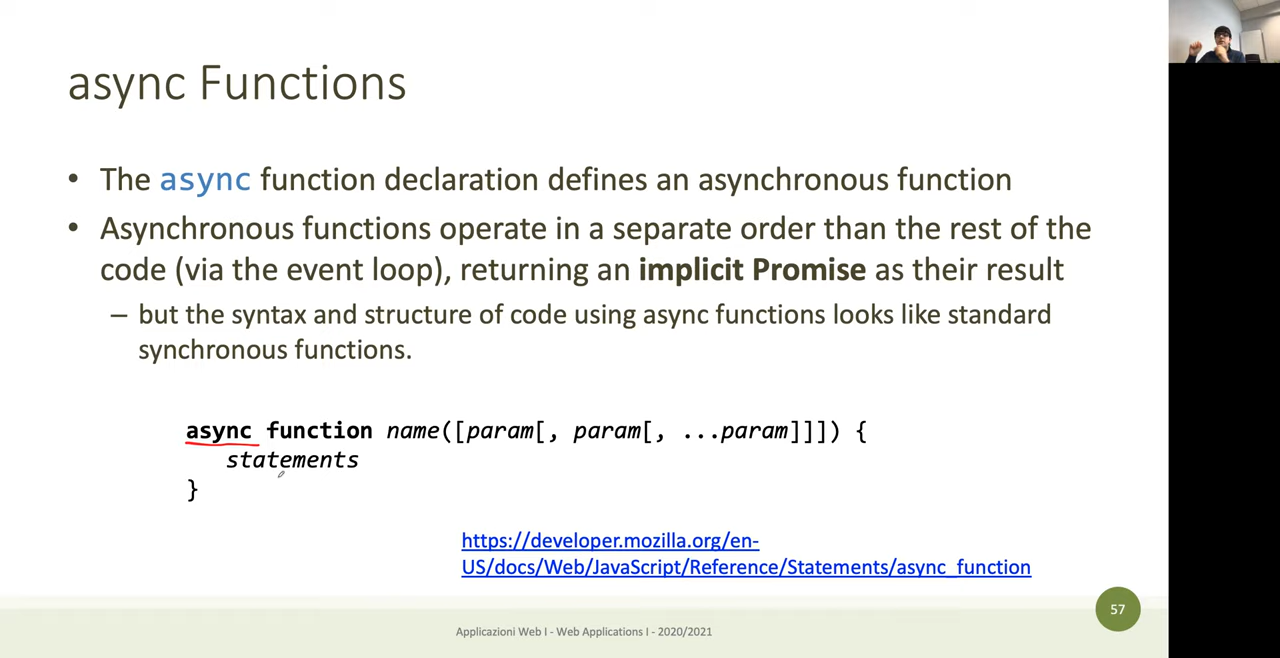 async Functions
• The async function declaration defines an asynchronous function
• Asynchronous functions operate in a separate order than the rest of the
code (via the event loop), returning an implicit Promise as their result
– but the syntax and structure of code using async functions looks like standard
synchronous functions.
async function name([param[, param[, ...param]]]) {
statements
}
https://developer.mozilla.org/en-
US/docs/Web/JavaScript/Reference/Statements/async_function
57
Applicazioni Web I - Web Applications I - 2020/2021